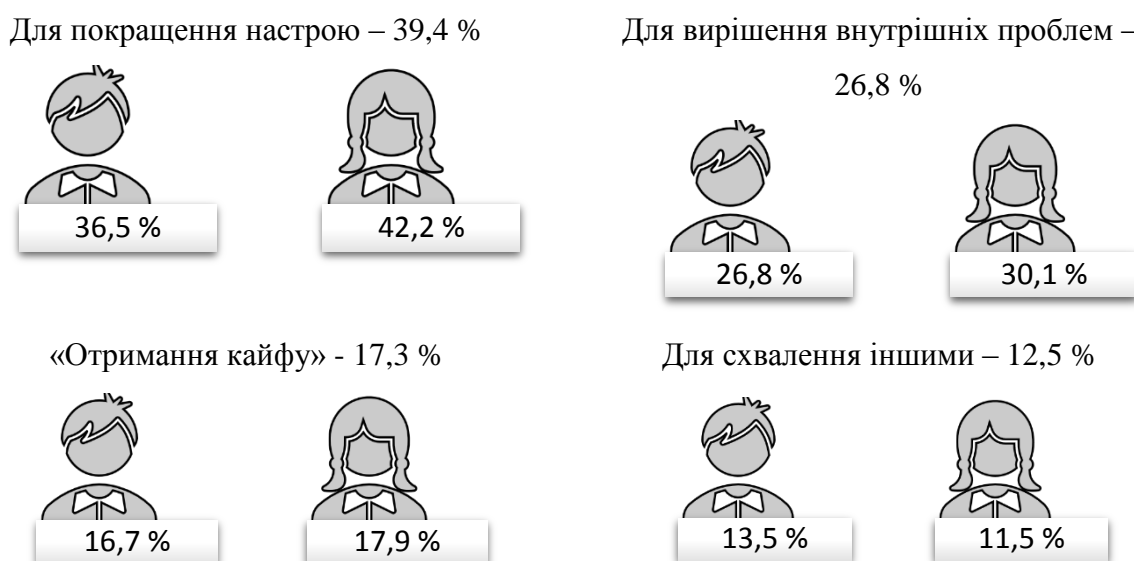 Для покращення настрою – 39,4 %
36,5 %
42,2 %
Для вирішення внутрішніх проблем –
26,8 %
26,8 %
30,1 %
«Отримання кайфу» - 17,3 %
16,7 %
17,9 %
Для схвалення іншими – 12,5 %
13,5 %
11,5 %